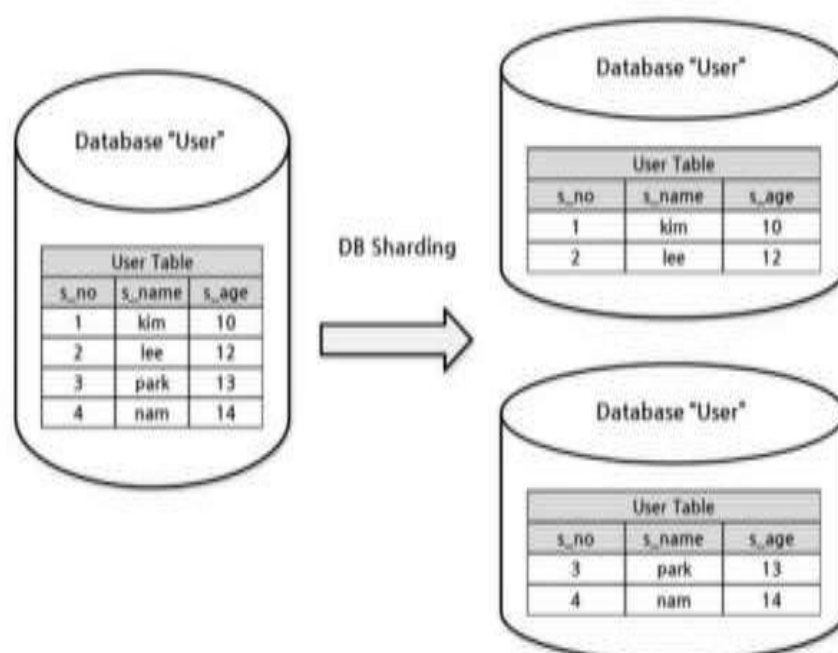 Database "User"
User Table
s_no s_name s_age
1 kim 10
2 lee 12
3 park 13
4 nam 14
DB Sharding
Database "User"
User Table
s_no s_name s_age
1 kim 10
2 lee 12
Database "User"
User Table
s_no s_name s_age
3 park 13
4 nam 14